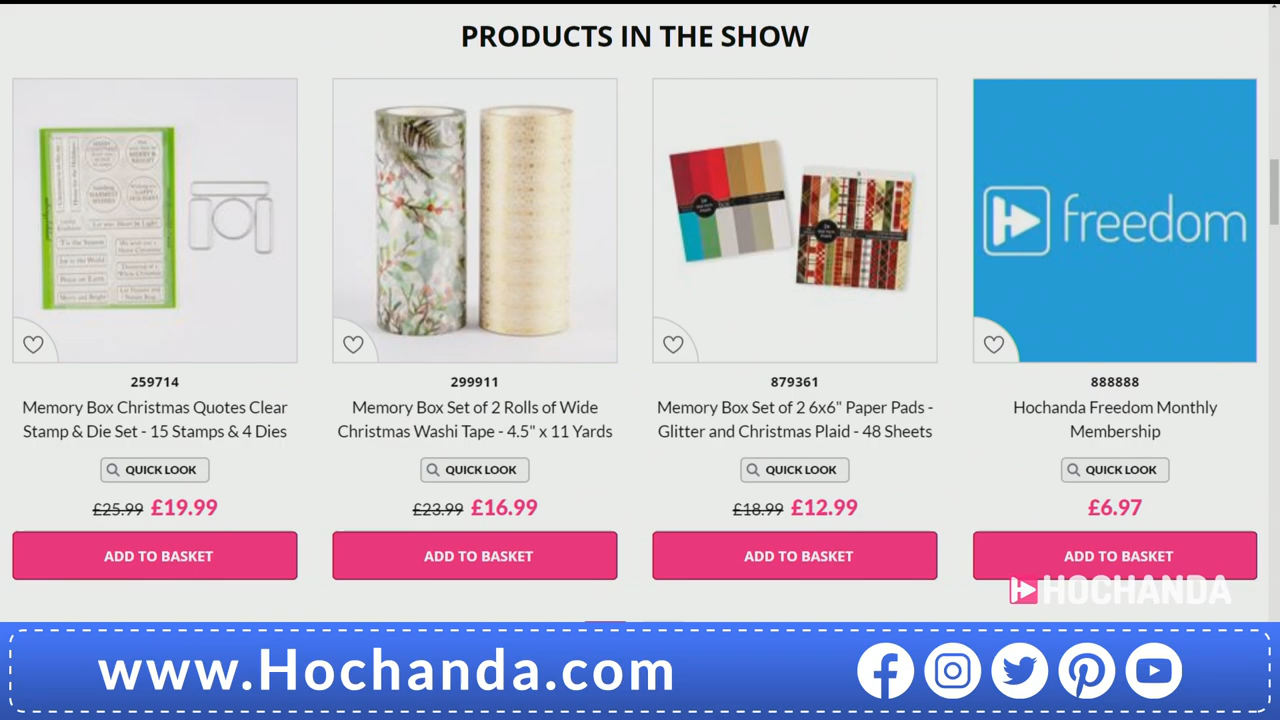 PRODUCTS IN THE SHOW
freedom
259714
Memory Box Christmas Quotes Clear
Stamp & Die Set - 15 Stamps & 4 Dies
QUICK LOOK
£25.99 £19.99
ADD TO BASKET
299911
Memory Box Set of 2 Rolls of Wide
Christmas Washi Tape - 4.5" x 11 Yards
QUICK LOOK
£23.99 £16.99
ADD TO BASKET
879361
Memory Box Set of 2 6x6" Paper Pads -
Glitter and Christmas Plaid - 48 Sheets
QUICK LOOK
£18.99 £12.99
ADD TO BASKET
888888
Hochanda Freedom Monthly
Membership
QUICK LOOK
£6.97
ADD TO BASKET
HOCHANDA
www.Hochanda.com